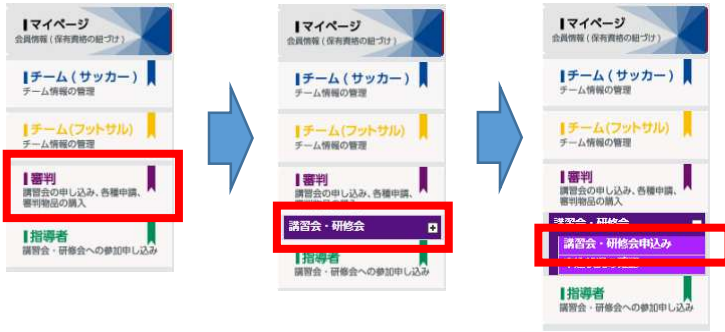 マイページ
会員情報(保有資格の紐づけ)
チーム(サッカー)
チーム情報の管理
チーム(フットサル)
チーム情報の管理
審判
講習会の申し込み、各種申請、
審判物品の購入
指導者
講習会・研修会への参加申し込み
マイページ
会員情報(保有資格の紐づけ)
チーム(サッカー)
チーム情報の管理
チーム(フットサル)
チーム情報の管理
審判
講習会の申し込み、各種申請、
審判物品の購入
講習会・研修会
指導者
講習会・研修会への参加申し込み
マイページ
会員情報(保有資格の紐づけ)
チーム(サッカー)
チーム情報の管理
チーム(フットサル)
チーム情報の管理
審判
講習会の申し込み、各種申請、
審判物品の購入
講習会・研修会
講習会・研修会申込み
指導者
講習会・研修会への参加申し込み